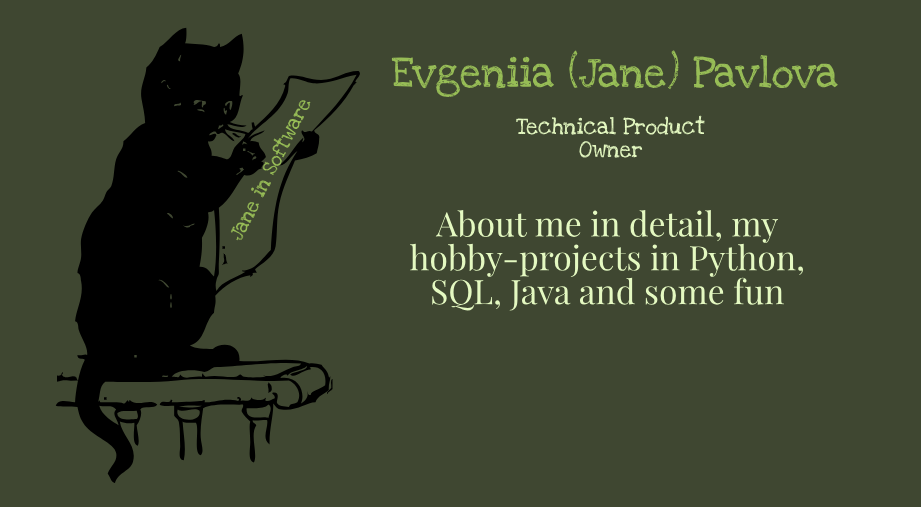 Evgeniia (Jane) Pavlova
Technical Product
Owner
Jane in Software
About me in detail, my
hobby-projects in Python,
SQL, Java and some fun